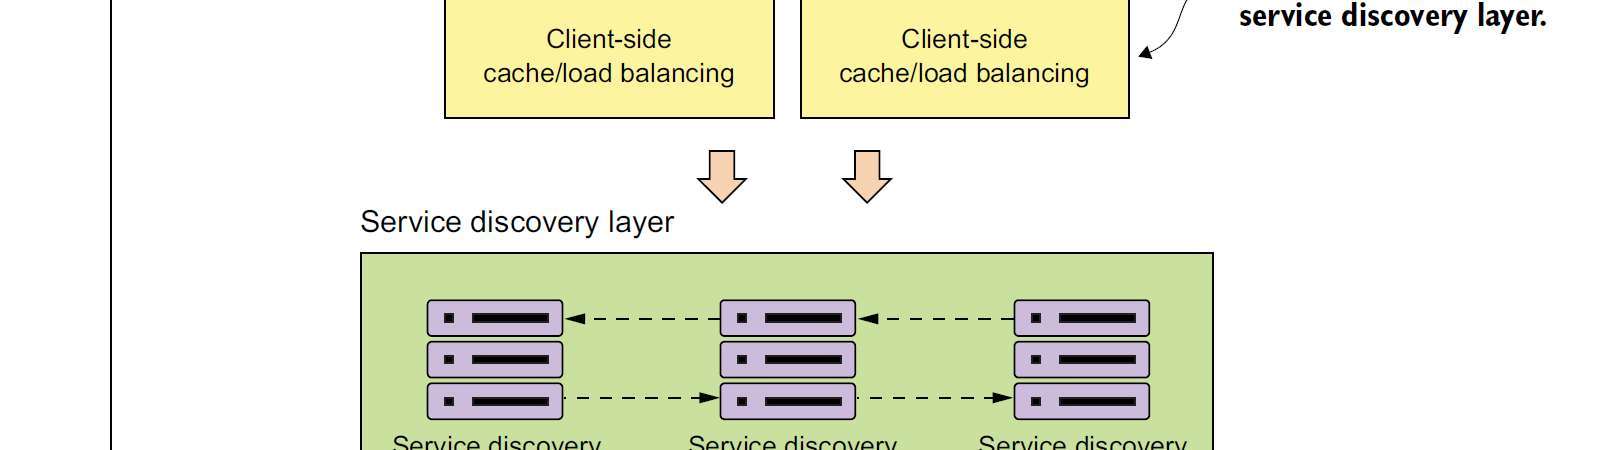 service discovery layer.
Client-side
cache/load balancing
Client-side
cache/load balancing
Service discovery layer
Service discovery
Service discovery
Service discovery